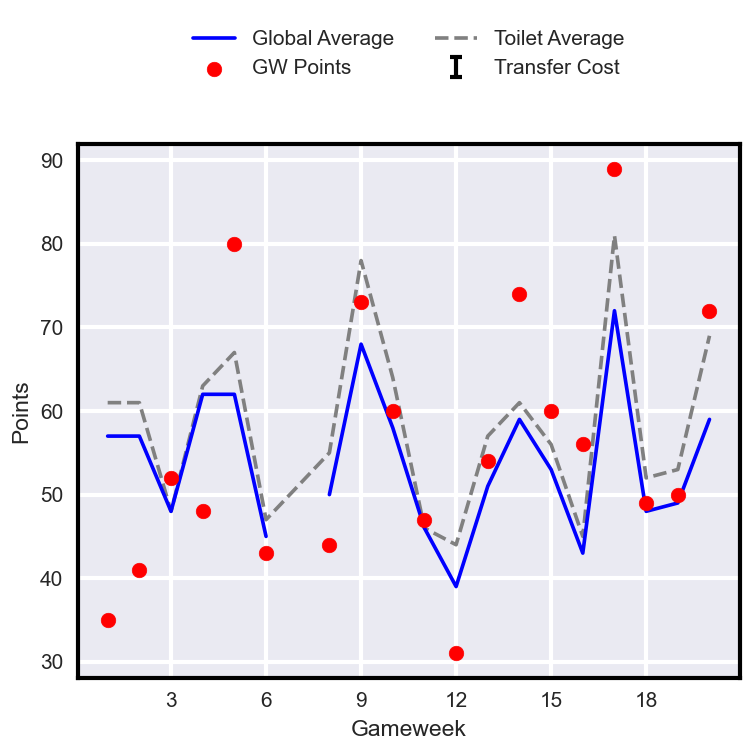 Global Average
Toilet Average
GW Points
Transfer Cost
90
80
70
60
50
40
30
Points
3
6
9
12
15
18
Gameweek